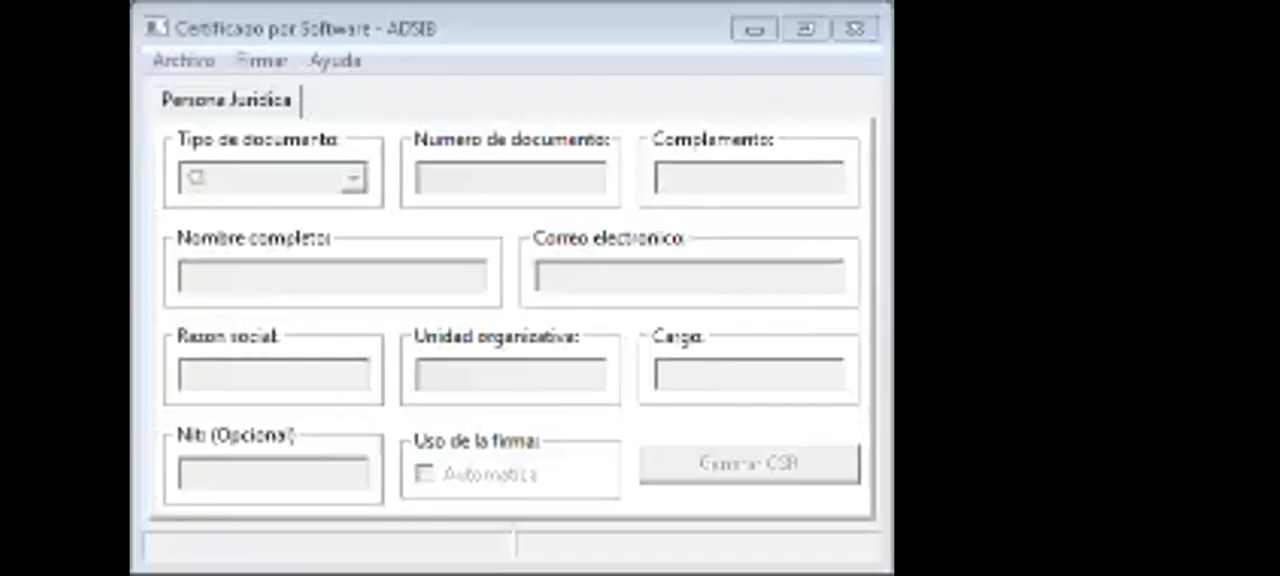 Certificado por Software - ADSIB
Archivo Firmar Ayuda
Persona Juridica
Tipo de documento: Numero de documento: Complemento:
CI
Nombre completo: Correo electronico:
Razon social: Unidad organizativa: Cargo:
Nit: (Opcional) Uso de la firma:
Automatica Generar CSR